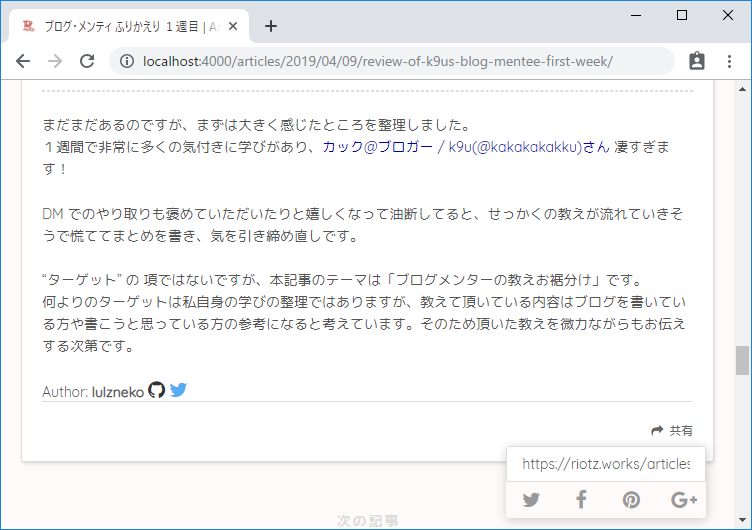 ブログ・メンティ ふりかえり 1 週目 | A
localhost:4000/articles/2019/04/09/review-of-k9us-blog-mentee-first-week/
まだまだあるのですが、まずは大きく感じたところを整理しました。
１週間で非常に多くの気付きに学びがあり、カック@ブロガー / k9u(@kakakakakku)さん 凄すぎま
す！
DM でのやり取りも褒めていただいたりと嬉しくなって油断してると、せっかくの教えが流れていきそ
うで慌ててまとめを書き、気を引き締め直しです。
“ターゲット” の 項ではないですが、本記事のテーマは「ブログメンターの教えお裾分け」です。
何よりのターゲットは私自身の学びの整理ではありますが、教えて頂いている内容はブログを書いてい
る方や書こうと思っている方の参考になると考えています。そのため頂いた教えを微力ながらもお伝え
する次第です。
Author: lulzneko
共有
https://riotz.works/articles
G+
次の記事